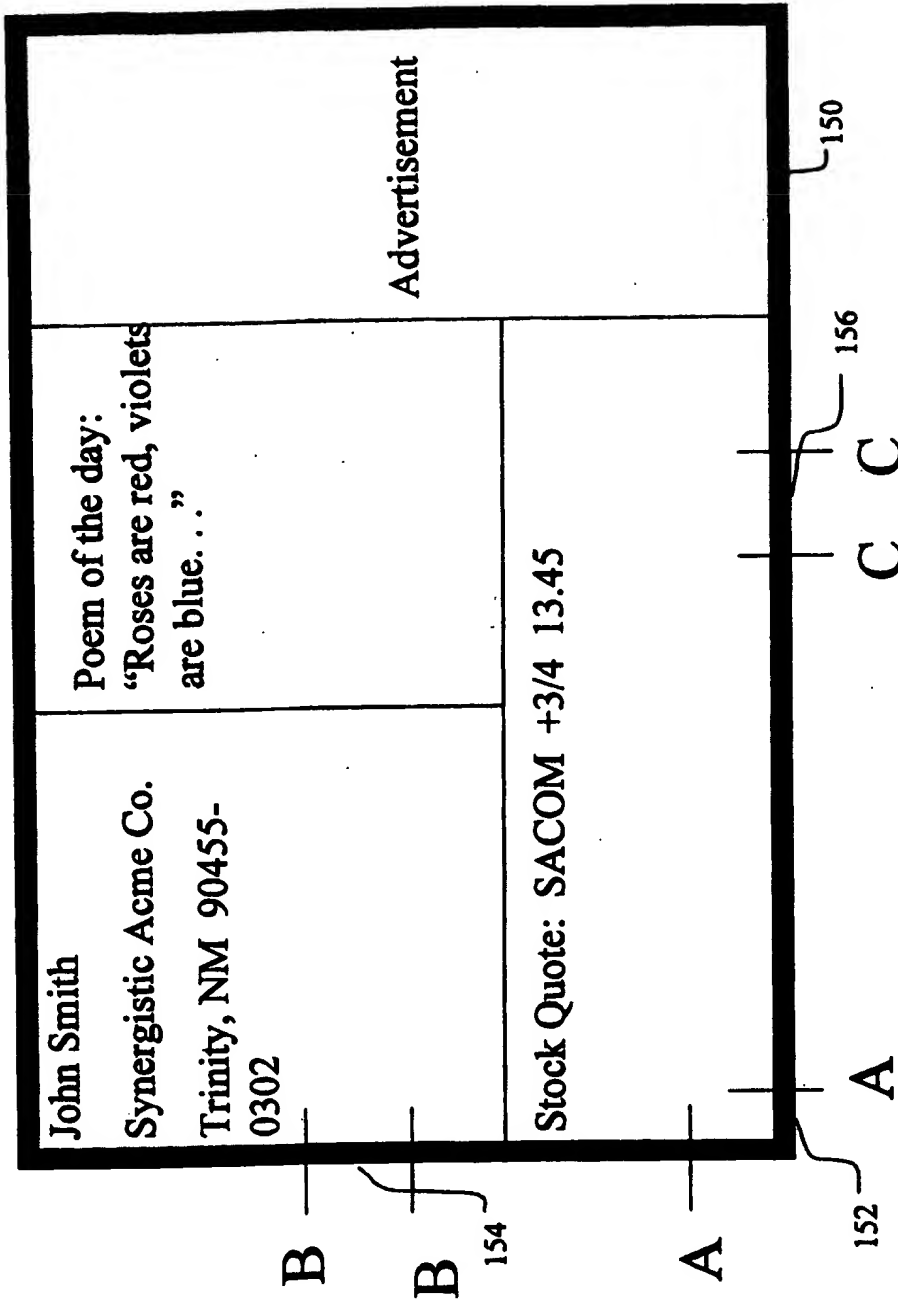 John Smith
Synergistic Acme Co.
Trinity, NM 90455-
0302
Poem of the day:
“Roses are red, violets
are blue. . .”
Advertisement
Stock Quote: SACOM +3/4 13.45
B
B
154
A
152
A
C
C
156
150